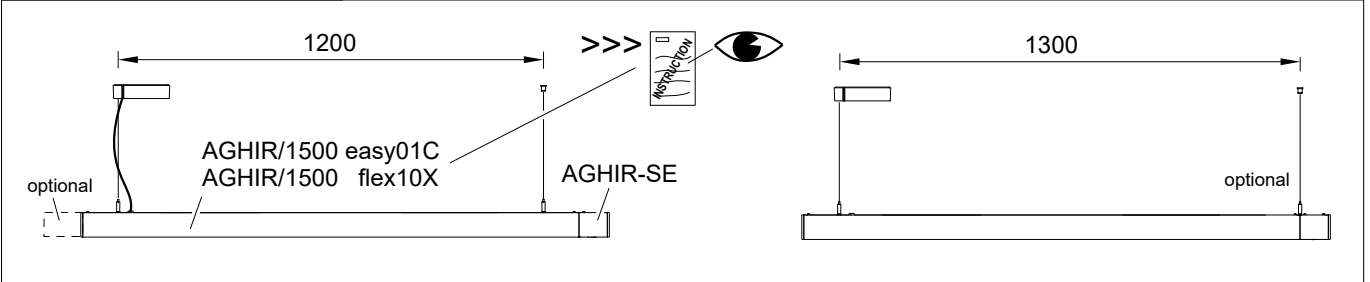 1200
>>>
INSTRUCTION
1300
AGHIR/1500 easy01C
AGHIR/1500 flex10X
AGHIR-SE
optional
optional